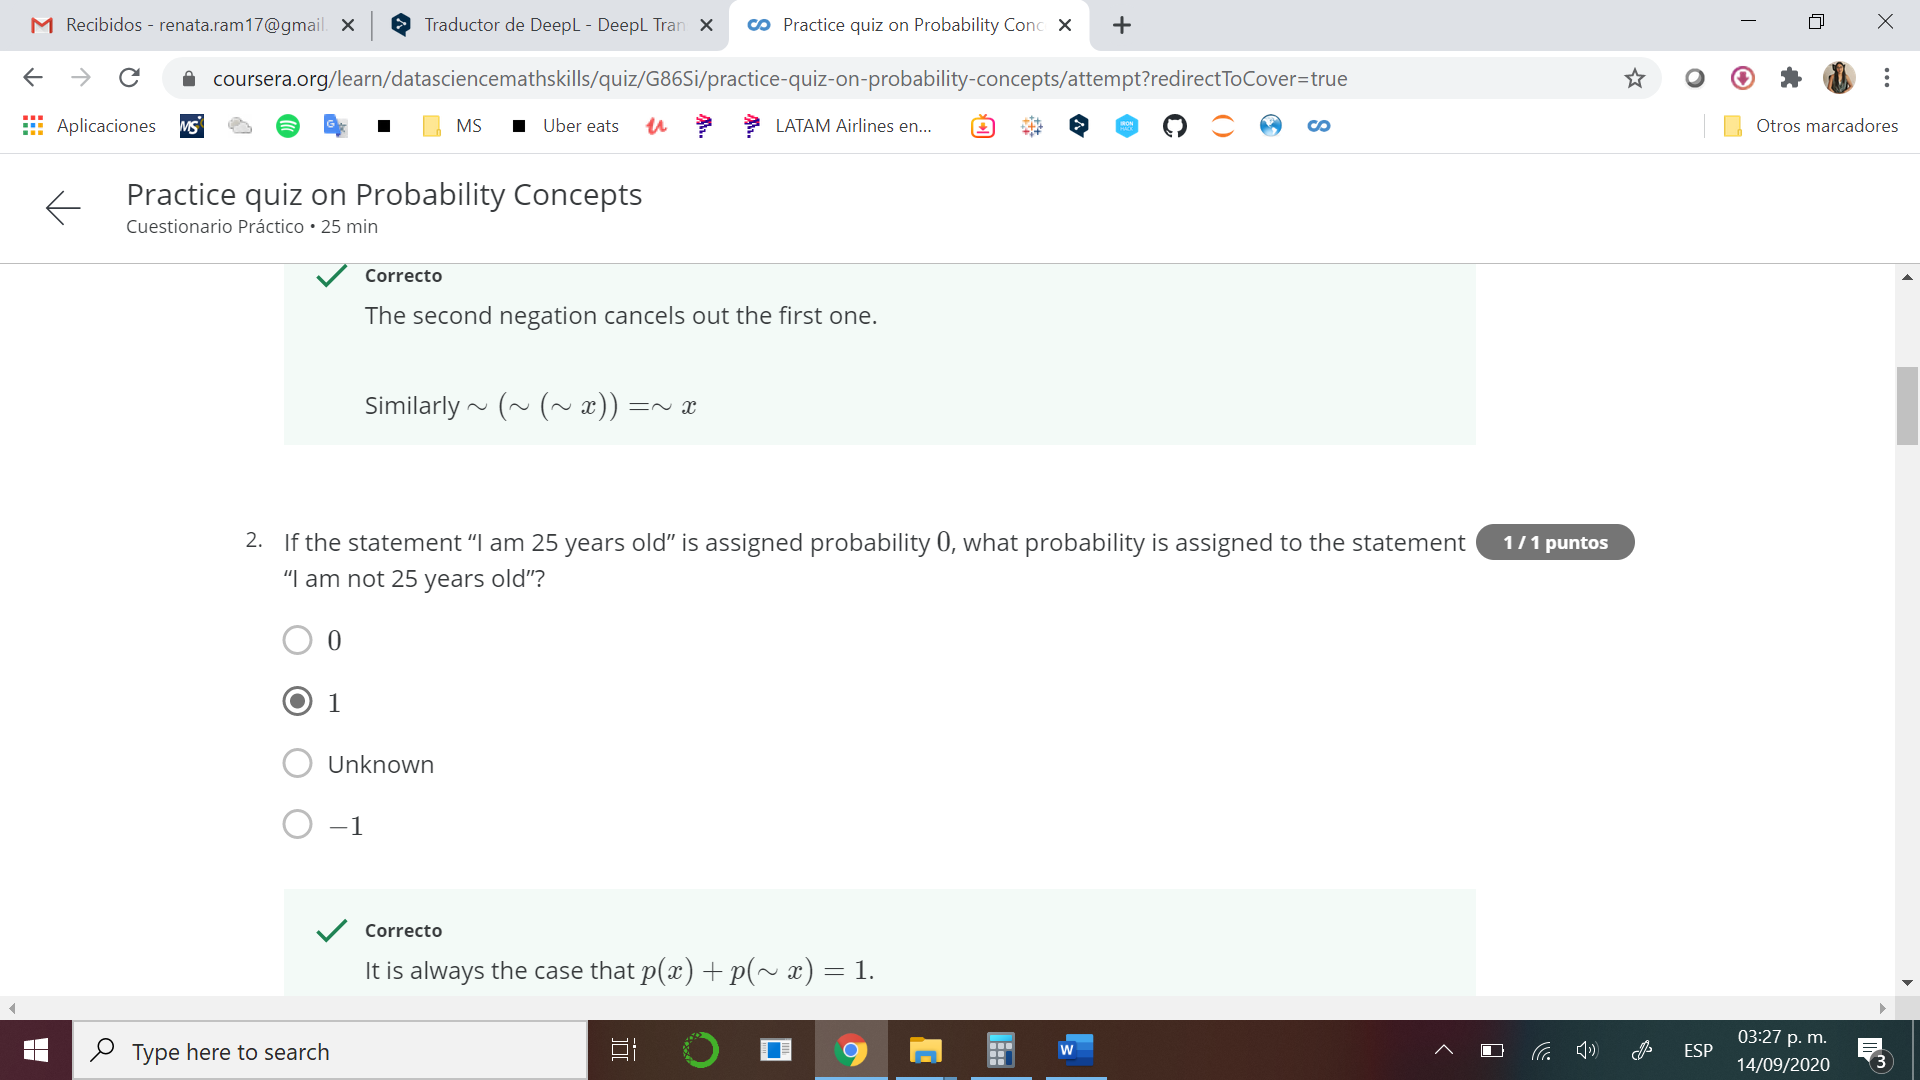 Recibidos - renata.ram17@gmail.
Traductor de DeepL - DeepL Tran
Practice quiz on Probability Conc
coursera.org/learn/datasciencemathskills/quiz/G86Si/practice-quiz-on-probability-concepts/attempt?redirectToCover=true
Aplicaciones
MS
MS
Uber eats
LATAM Airlines en...
Otros marcadores
Practice quiz on Probability Concepts
Cuestionario Práctico • 25 min
Correcto
The second negation cancels out the first one.
Similarly ∼ (∼ (∼ x)) =∼ x
2. If the statement “I am 25 years old” is assigned probability 0, what probability is assigned to the statement
1 / 1 puntos
“I am not 25 years old”?
0
1
Unknown
−1
Correcto
It is always the case that p(x) + p(∼ x) = 1.
Type here to search
W
ESP
03:27 p. m.
14/09/2020
3